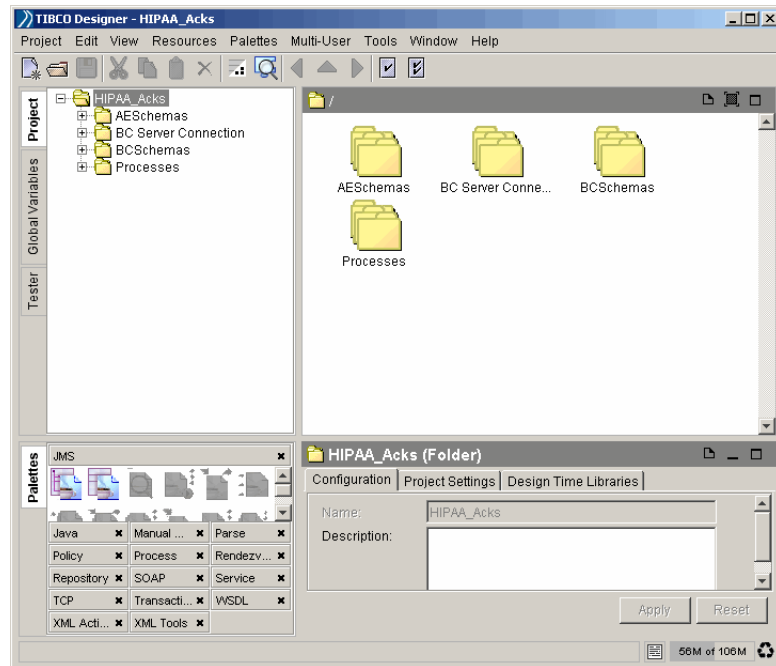 TIBCO Designer - HIPAA_Acks
Project Edit View Resources Palettes Multi-User Tools Window Help
Project
Global Variables
Tester
HIPAA_Acks
AESchemas
BC Server Connection
BCSchemas
Processes
/
AESchemas BC Server Conne... BCSchemas
Processes
Palettes
JMS
Java Manual ... Parse
Policy Process Rendezv...
Repository SOAP Service
TCP Transacti... WSDL
XML Acti... XML Tools
HIPAA_Acks (Folder)
Configuration Project Settings Design Time Libraries
Name: HIPAA_Acks
Description:
Apply Reset
56M of 106M